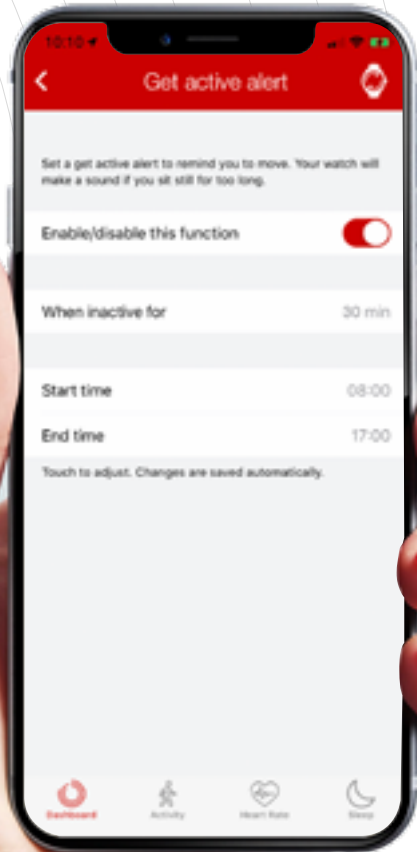 10:10
Get active alert
Set a get active alert to remind you to move. Your watch will
make a sound if you sit still for too long.
Enable/disable this function
When inactive for 30 min
Start time 08:00
End time 17:00
Touch to adjust. Changes are saved automatically.
Dashboard Activity Heart Rate Sleep